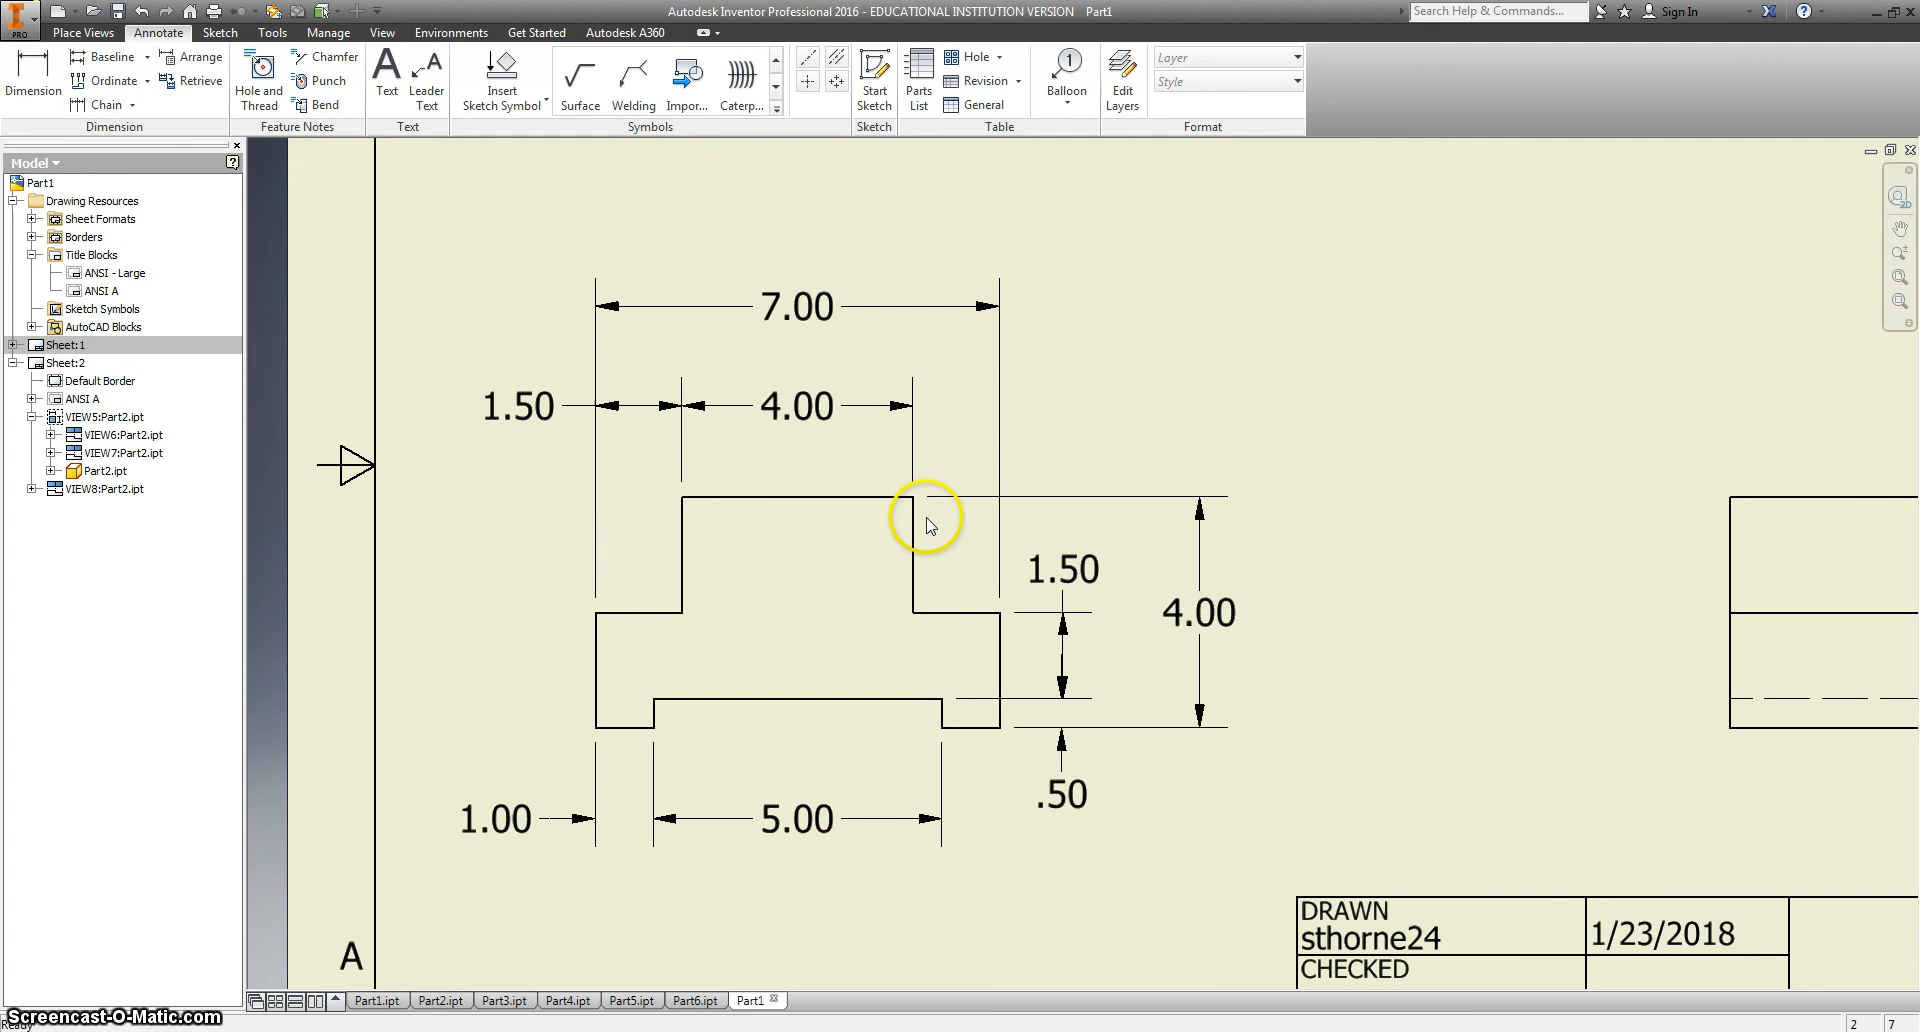 Autodesk Inventor Professional 2016 - EDUCATIONAL INSTITUTION VERSION Part1
Search Help & Commands...
Sign In
PRO
Place Views Annotate Sketch Tools Manage View Environments Get Started Autodesk A360
Dimension
Baseline
Ordinate
Chain
Arrange
Retrieve
Dimension
Hole and Thread
Chamfer
Punch
Bend
Feature Notes
Text
Leader Text
Text
Insert Sketch Symbol
Surface
Welding
Impor...
Caterp...
Symbols
Start Sketch
Sketch
Parts List
Hole
Revision
General
Table
1
Balloon
Edit Layers
Layer
Style
Format
Model
Part1
Drawing Resources
Sheet Formats
Borders
Title Blocks
ANSI - Large
ANSI A
Sketch Symbols
AutoCAD Blocks
Sheet:1
Sheet:2
Default Border
ANSI A
VIEW5:Part2.ipt
VIEW6:Part2.ipt
VIEW7:Part2.ipt
Part2.ipt
VIEW8:Part2.ipt
2D
7.00
1.50 4.00
1.50
4.00
.50
1.00 5.00
A
DRAWN
sthorne24
1/23/2018
CHECKED
Part1.ipt Part2.ipt Part3.ipt Part4.ipt Part5.ipt Part6.ipt Part1
Screencast-O-Matic.com
Ready
2 7